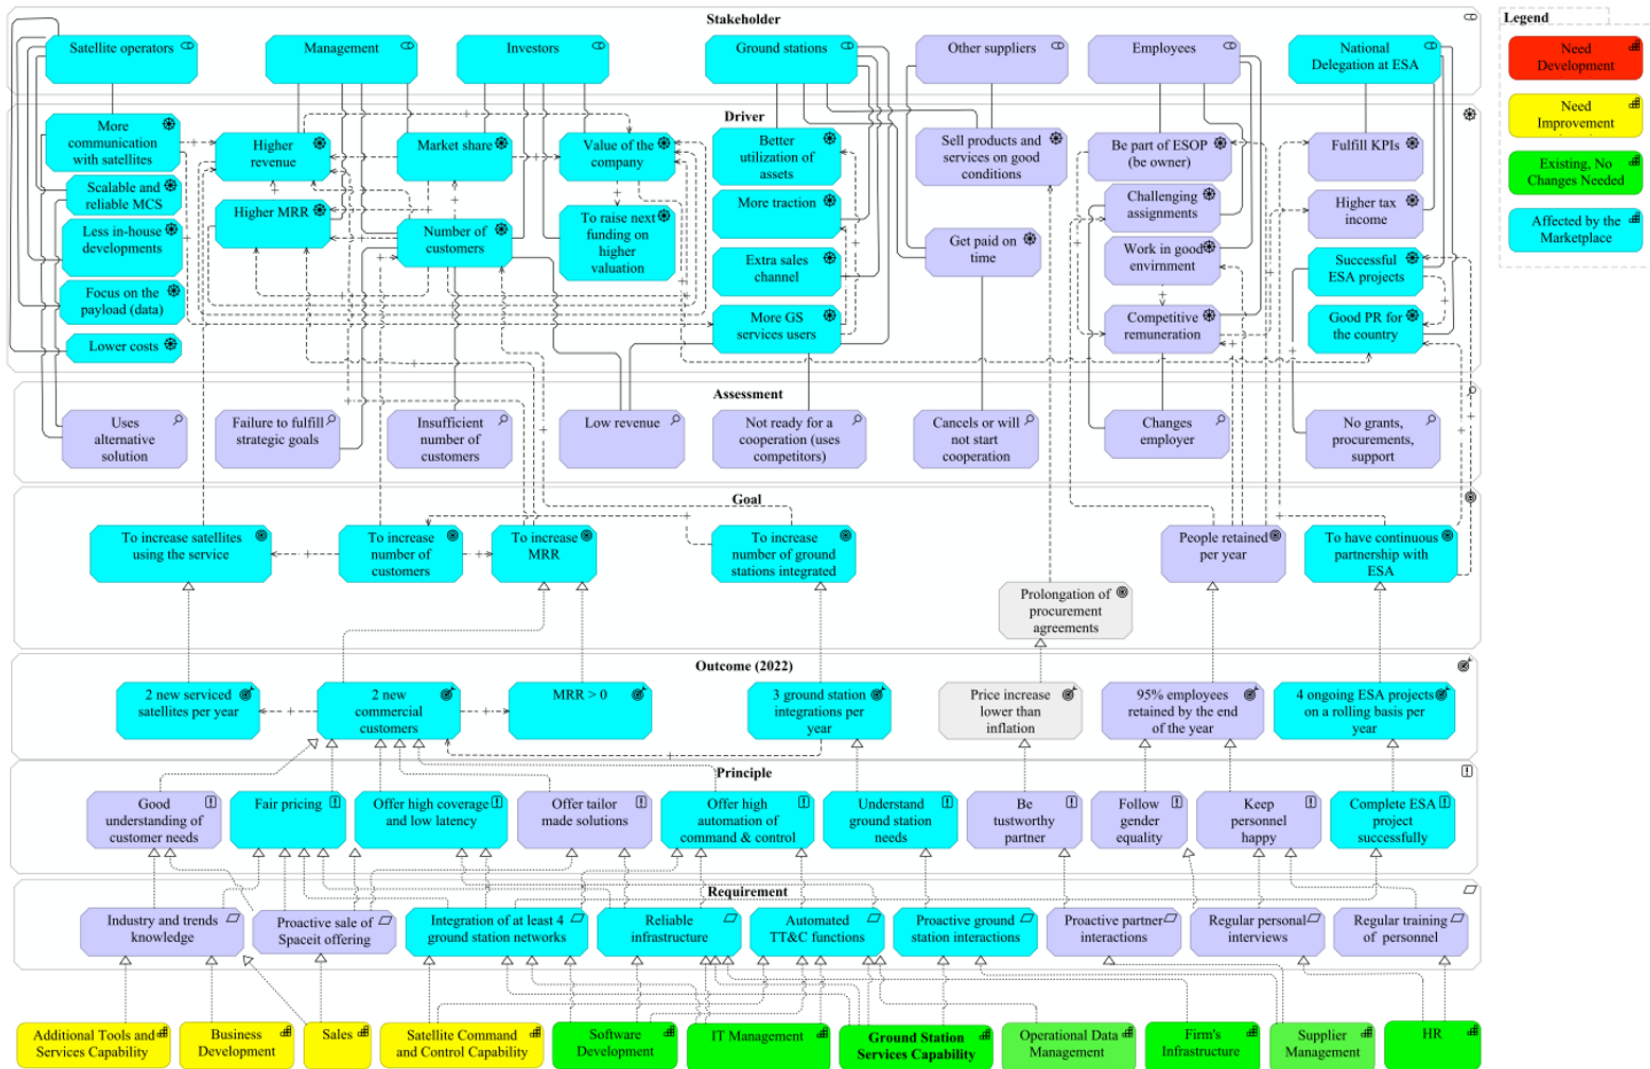 Stakeholder
Legend
Satellite operators
Management
Investors
Ground stations
Other suppliers
Employees
National
Delegation at ESA
Need
Development
Need
Improvement
Existing, No
Changes Needed
Affected by the
Marketplace
Driver
More
communication
with satellites
Higher
revenue
Market share
Value of the
company
Better
utilization of
assets
Sell products and
services on good
conditions
Be part of ESOP
(be owner)
Fulfill KPIs
Scalable and
reliable MCS
Higher MRR
More traction
Challenging
assignments
Higher tax
income
Less in-house
developments
Number of
customers
To raise next
funding on
higher
valuation
Extra sales
channel
Get paid on
time
Work in good
envirnment
Successful
ESA projects
Focus on the
payload (data)
More GS
services users
Competitive
remuneration
Good PR for
the country
Lower costs
Assessment
Uses
alternative
solution
Failure to fulfill
strategic goals
Insufficient
number of
customers
Low revenue
Not ready for a
cooperation (uses
competitors)
Cancels or will
not start
cooperation
Changes
employer
No grants,
procurements,
support
Goal
To increase satellites
using the service
To increase
number of
customers
To increase
MRR
To increase
number of ground
stations integrated
People retained
per year
To have continuous
partnership with
ESA
Prolongation of
procurement
agreements
Outcome (2022)
2 new serviced
satellites per year
2 new
commercial
customers
MRR > 0
3 ground station
integrations per
year
Price increase
lower than
inflation
95% employees
retained by the end
of the year
4 ongoing ESA projects
on a rolling basis per
year
Principle
Good
understanding of
customer needs
Fair pricing
Offer high coverage
and low latency
Offer tailor
made solutions
Offer high
automation of
command & control
Understand
ground station
needs
Be
tustworthy
partner
Follow
gender
equality
Keep
personnel
happy
Complete ESA
project
successfully
Requirement
Industry and trends
knowledge
Proactive sale of
Spaceit offering
Integration of at least 4
ground station networks
Reliable
infrastructure
Automated
TT&C functions
Proactive ground
station interactions
Proactive partner
interactions
Regular personal
interviews
Regular training
of personnel
Additional Tools and
Services Capability
Business
Development
Sales
Satellite Command
and Control Capability
Software
Development
IT Management
Ground Station
Services Capability
Operational Data
Management
Firm's
Infrastructure
Supplier
Management
HR